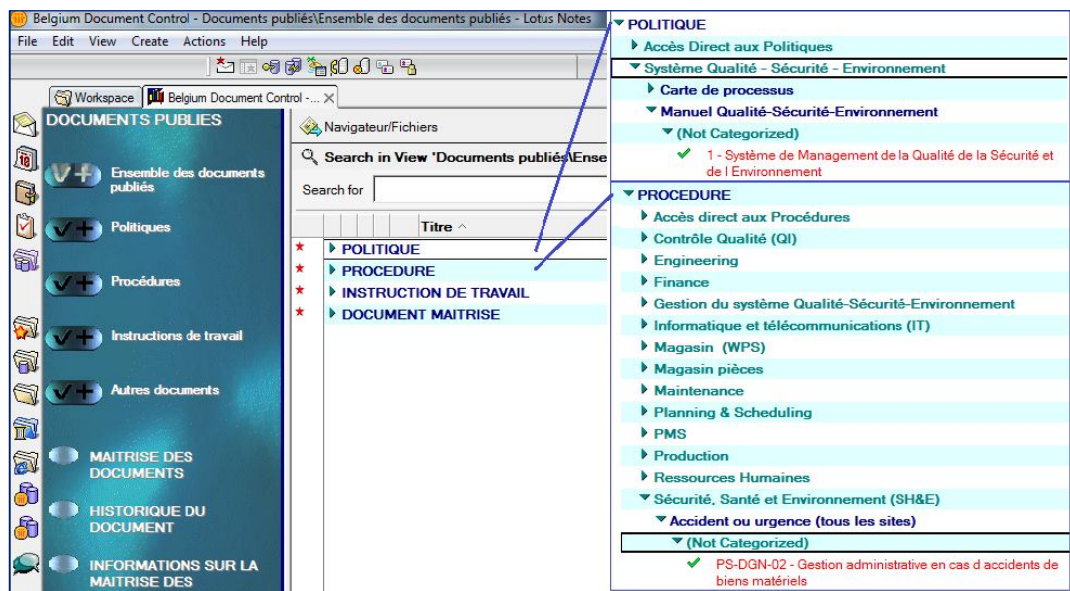 Belgium Document Control - Documents publiés\Ensemble des documents publiés - Lotus Notes
File Edit View Create Actions Help
Workspace
Belgium Document Control -...
DOCUMENTS PUBLIES
Ensemble des documents
publiés
Politiques
Procédures
Instructions de travail
Autres documents
MAITRISE DES
DOCUMENTS
HISTORIQUE DU
DOCUMENT
INFORMATIONS SUR LA
MAITRISE DES
Navigateur/Fichiers
Search in View 'Documents publiés\Ense
Search for
Titre
POLITIQUE
PROCEDURE
INSTRUCTION DE TRAVAIL
DOCUMENT MAITRISE
POLITIQUE
Accès Direct aux Politiques
Système Qualité - Sécurité - Environnement
Carte de processus
Manuel Qualité-Sécurité-Environnement
(Not Categorized)
1 - Système de Management de la Qualité de la Sécurité et
de l Environnement
PROCEDURE
Accès direct aux Procédures
Contrôle Qualité (QI)
Engineering
Finance
Gestion du système Qualité-Sécurité-Environnement
Informatique et télécommunications (IT)
Magasin (WPS)
Magasin pièces
Maintenance
Planning & Scheduling
PMS
Production
Ressources Humaines
Sécurité, Santé et Environnement (SH&E)
Accident ou urgence (tous les sites)
(Not Categorized)
PS-DGN-02 - Gestion administrative en cas d accidents de
biens matériels